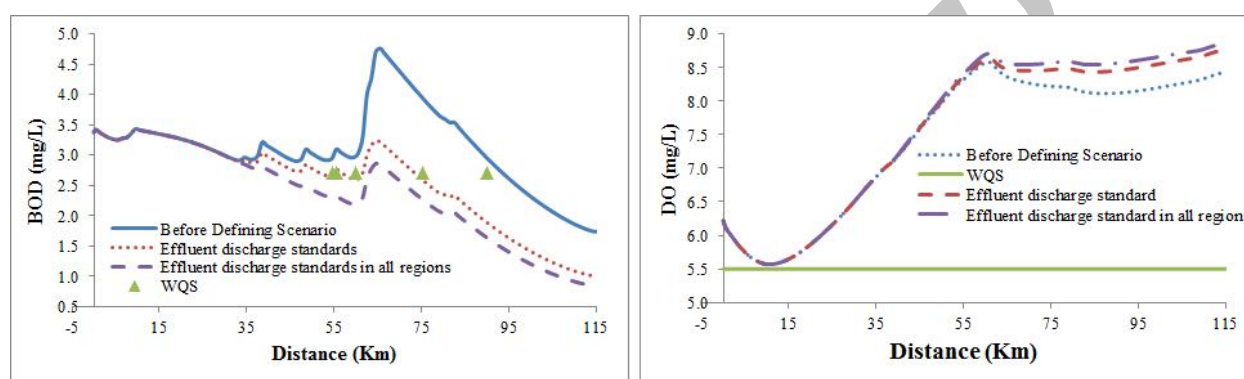 5.0
4.5
4.0
3.5
3.0
2.5
2.0
1.5
1.0
0.5
BOD (mg/L)
Before Defining Scenario
Effluent discharge standards
Effluent discharge standards in all regions
WQS
-5 15 35 55 75 95 115
Distance (Km)
9.0
8.5
8.0
7.5
7.0
6.5
6.0
5.5
5.0
DO (mg/L)
Before Defining Scenario
WQS
Effluent discharge standard
Effluent discharge standard in all region
-5 15 35 55 75 95 115
Distance (Km)